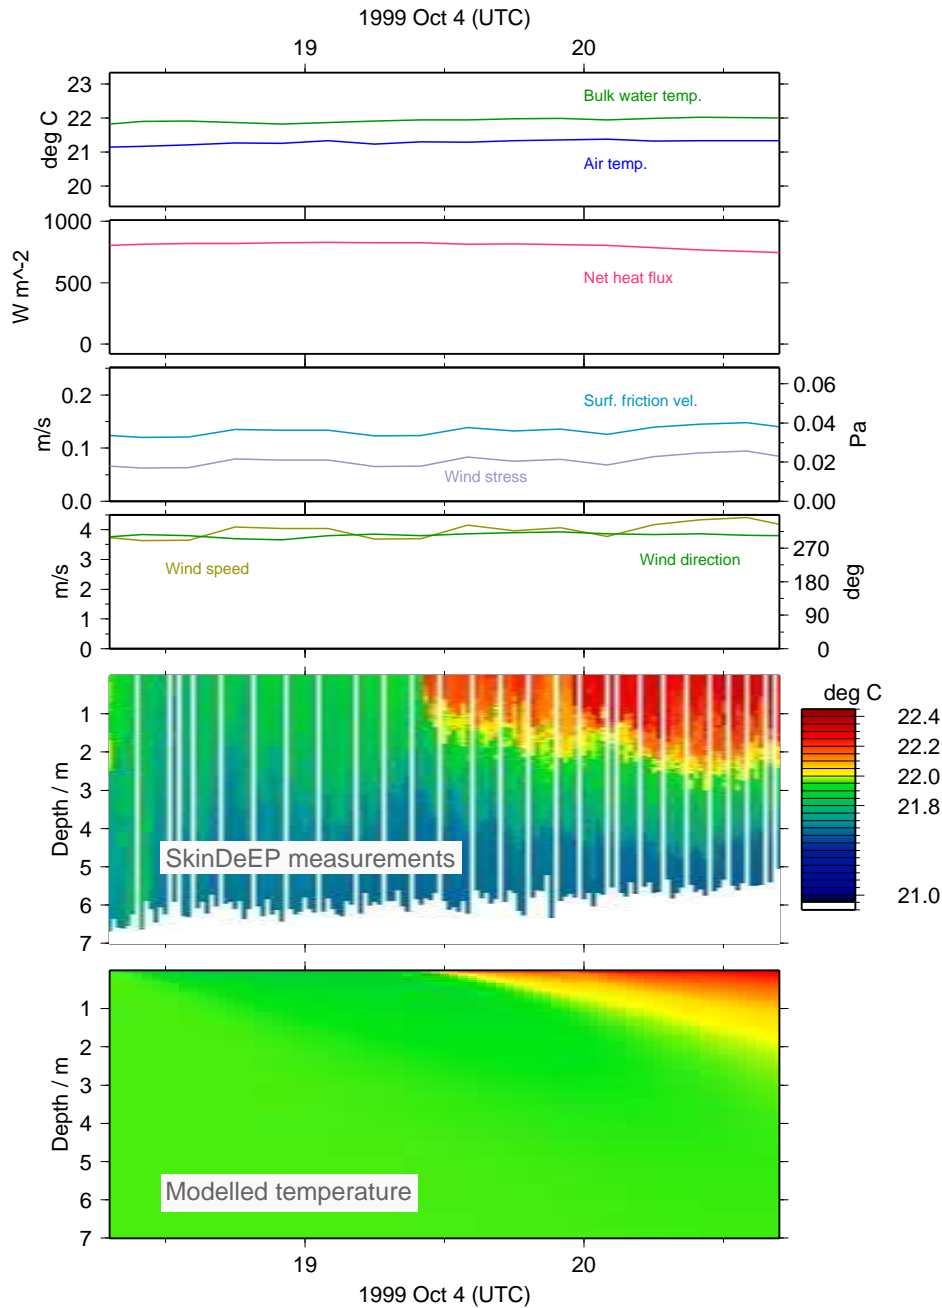 1999 Oct 4 (UTC)
19 20
23
22
21
20
deg C
Bulk water temp.
Air temp.
1000
500
0
W m^-2
Net heat flux
0.2
0.1
0.0
m/s
Surf. friction vel.
Wind stress
0.06
0.04
0.02
0.00
Pa
4
3
2
1
0
m/s
Wind speed
Wind direction
270
180
90
0
deg
1
2
3
4
5
6
7
Depth / m
SkinDeEP measurements
deg C
22.4
22.2
22.0
21.8
21.0
1
2
3
4
5
6
7
Depth / m
Modelled temperature
19 20
1999 Oct 4 (UTC)